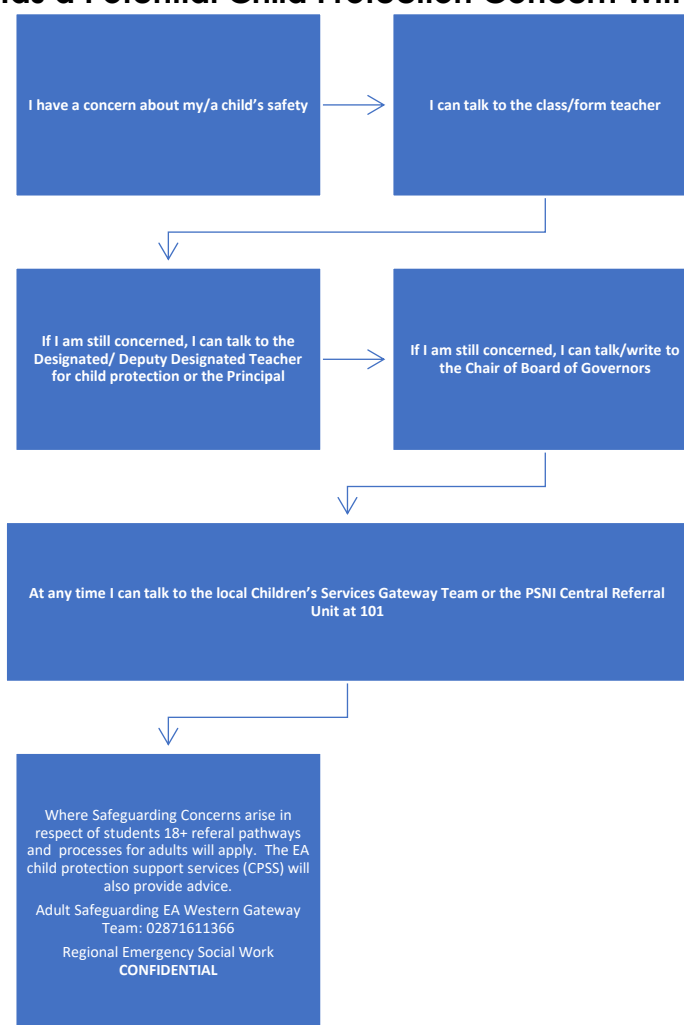 a Potential Child Protection Concern will
I have a concern about my/a child's safety
I can talk to the class/form teacher
If I am still concerned, I can talk to the
Designated/ Deputy Designated Teacher
for child protection or the Principal
If I am still concerned, I can talk/write to
the Chair of Board of Governors
At any time I can talk to the local Children's Services Gateway Team or the PSNI Central Referral
Unit at 101
Where Safeguarding Concerns arise in
respect of students 18+ referal pathways
and processes for adults will apply. The EA
child protection support services (CPSS) will
also provide advice.
Adult Safeguarding EA Western Gateway
Team: 02871611366
Regional Emergency Social Work
CONFIDENTIAL